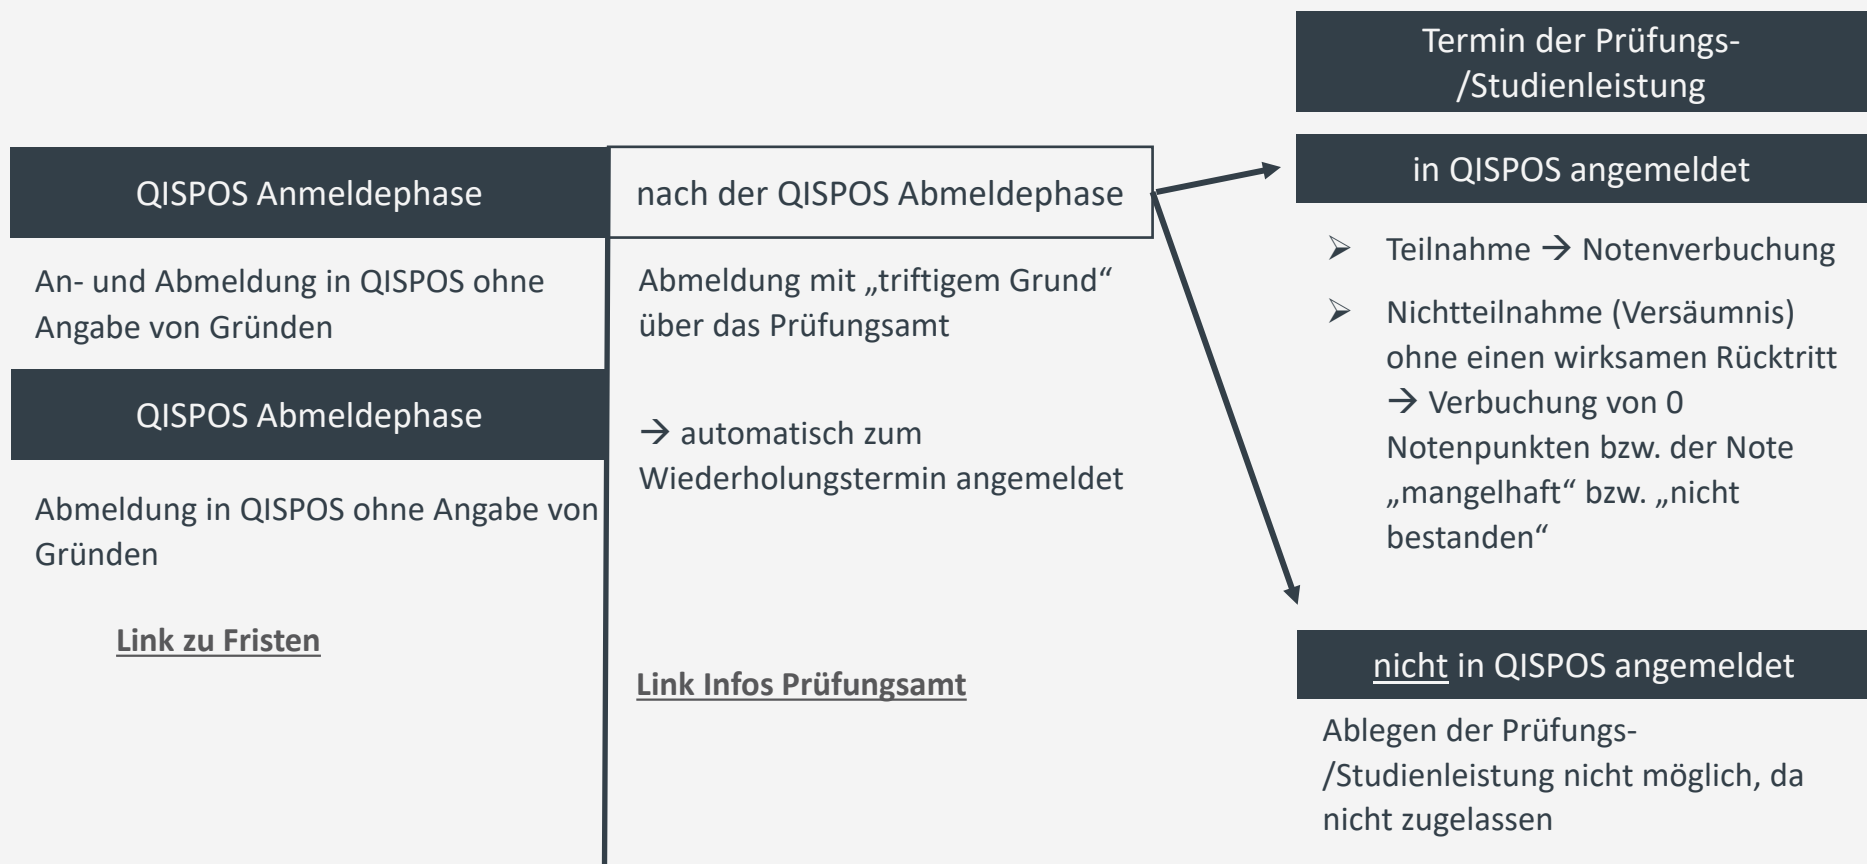 QISPOS Anmeldephase
An- und Abmeldung in QISPOS ohne
Angabe von Gründen
QISPOS Abmeldephase
Abmeldung in QISPOS ohne Angabe von
Gründen
Link zu Fristen
nach der QISPOS Abmeldephase
Abmeldung mit „triftigem Grund“
über das Prüfungsamt
→ automatisch zum
Wiederholungstermin angemeldet
Link Infos Prüfungsamt
Termin der Prüfungs-
/Studienleistung
in QISPOS angemeldet
➢ Teilnahme → Notenverbuchung
➢ Nichtteilnahme (Versäumnis)
ohne einen wirksamen Rücktritt
→ Verbuchung von 0
Notenpunkten bzw. der Note
„mangelhaft“ bzw. „nicht
bestanden“
nicht in QISPOS angemeldet
Ablegen der Prüfungs-
/Studienleistung nicht möglich, da
nicht zugelassen